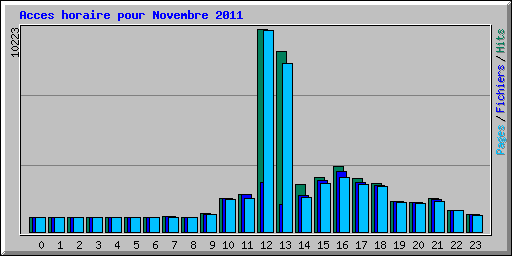 Acces horaire pour Novembre 2011
10223
Pages / Fichiers / Hits
0 1 2 3 4 5 6 7 8 9 10 11 12 13 14 15 16 17 18 19 20 21 22 23